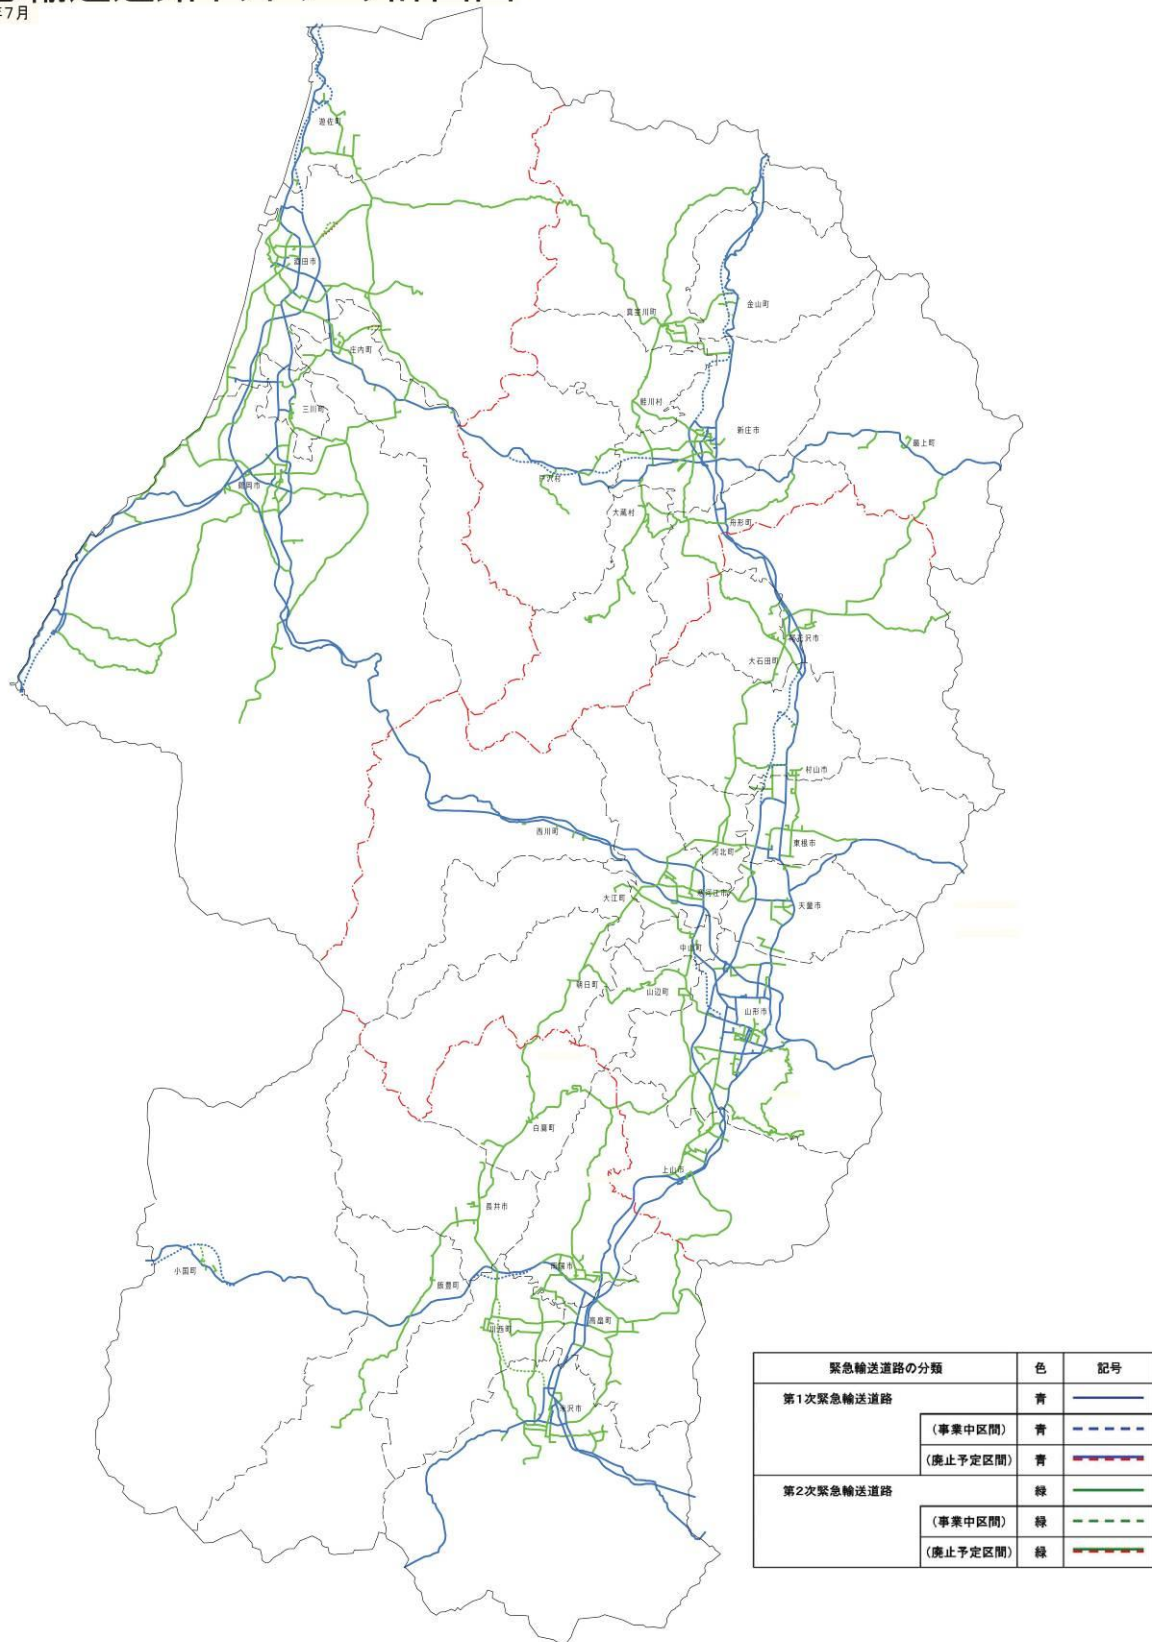 年7月
遊佐町
酒田市
真室川町
金山町
庄内町
鮭川村
三川町
新庄市
最上町
鶴岡市
戸沢村
大蔵村
舟形町
尾花沢市
大石田町
村山市
西川町
河北町
東根市
大江町
寒河江市
天童市
中山町
朝日町
山辺町
山形市
白鷹町
上山市
長井市
小国町
南陽市
飯豊町
川西町
高畠町
米沢市
緊急輸送道路の分類 色 記号
第1次緊急輸送道路 青
(事業中区間) 青
(廃止予定区間) 青
第2次緊急輸送道路 緑
(事業中区間) 緑
(廃止予定区間) 緑